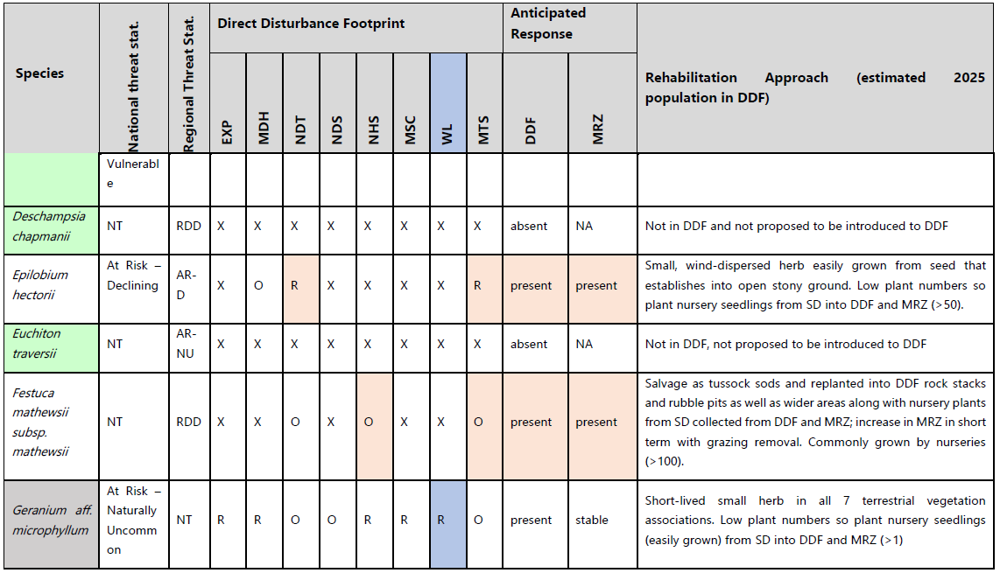 Species
National threat stat.
Regional Threat Stat.
Direct Disturbance Footprint
Anticipated
Response
Rehabilitation Approach (estimated 2025
population in DDF)
EXP
MDH
NDT
NDS
NHS
MSC
WL
MTS
DDF
MRZ
Vulnerabl
e
Deschampsia
chapmanii
NT
RDD
X X X X X X X X
absent
NA
Not in DDF and not proposed to be introduced to DDF
Epilobium
hectorii
At Risk –
Declining
AR-
D
X O R X X X X R
present
present
Small, wind-dispersed herb easily grown from seed that
establishes into open stony ground. Low plant numbers so
plant nursery seedlings from SD into DDF and MRZ (>50).
Euchiton
traversii
NT
AR-
NU
X X X X X X X X
absent
NA
Not in DDF, not proposed to be introduced to DDF
Festuca
mathewsii
subsp.
mathewsii
NT
RDD
X X O X O X X O
present
present
Salvage as tussock sods and replanted into DDF rock stacks
and rubble pits as well as wider areas along with nursery plants
from SD collected from DDF and MRZ; increase in MRZ in short
term with grazing removal. Commonly grown by nurseries
(>100).
Geranium aff.
microphyllum
At Risk –
Naturally
Uncomm
on
NT
R R O O R R R O
present
stable
Short-lived small herb in all 7 terrestrial vegetation
associations. Low plant numbers so plant nursery seedlings
(easily grown) from SD into DDF and MRZ (>1)